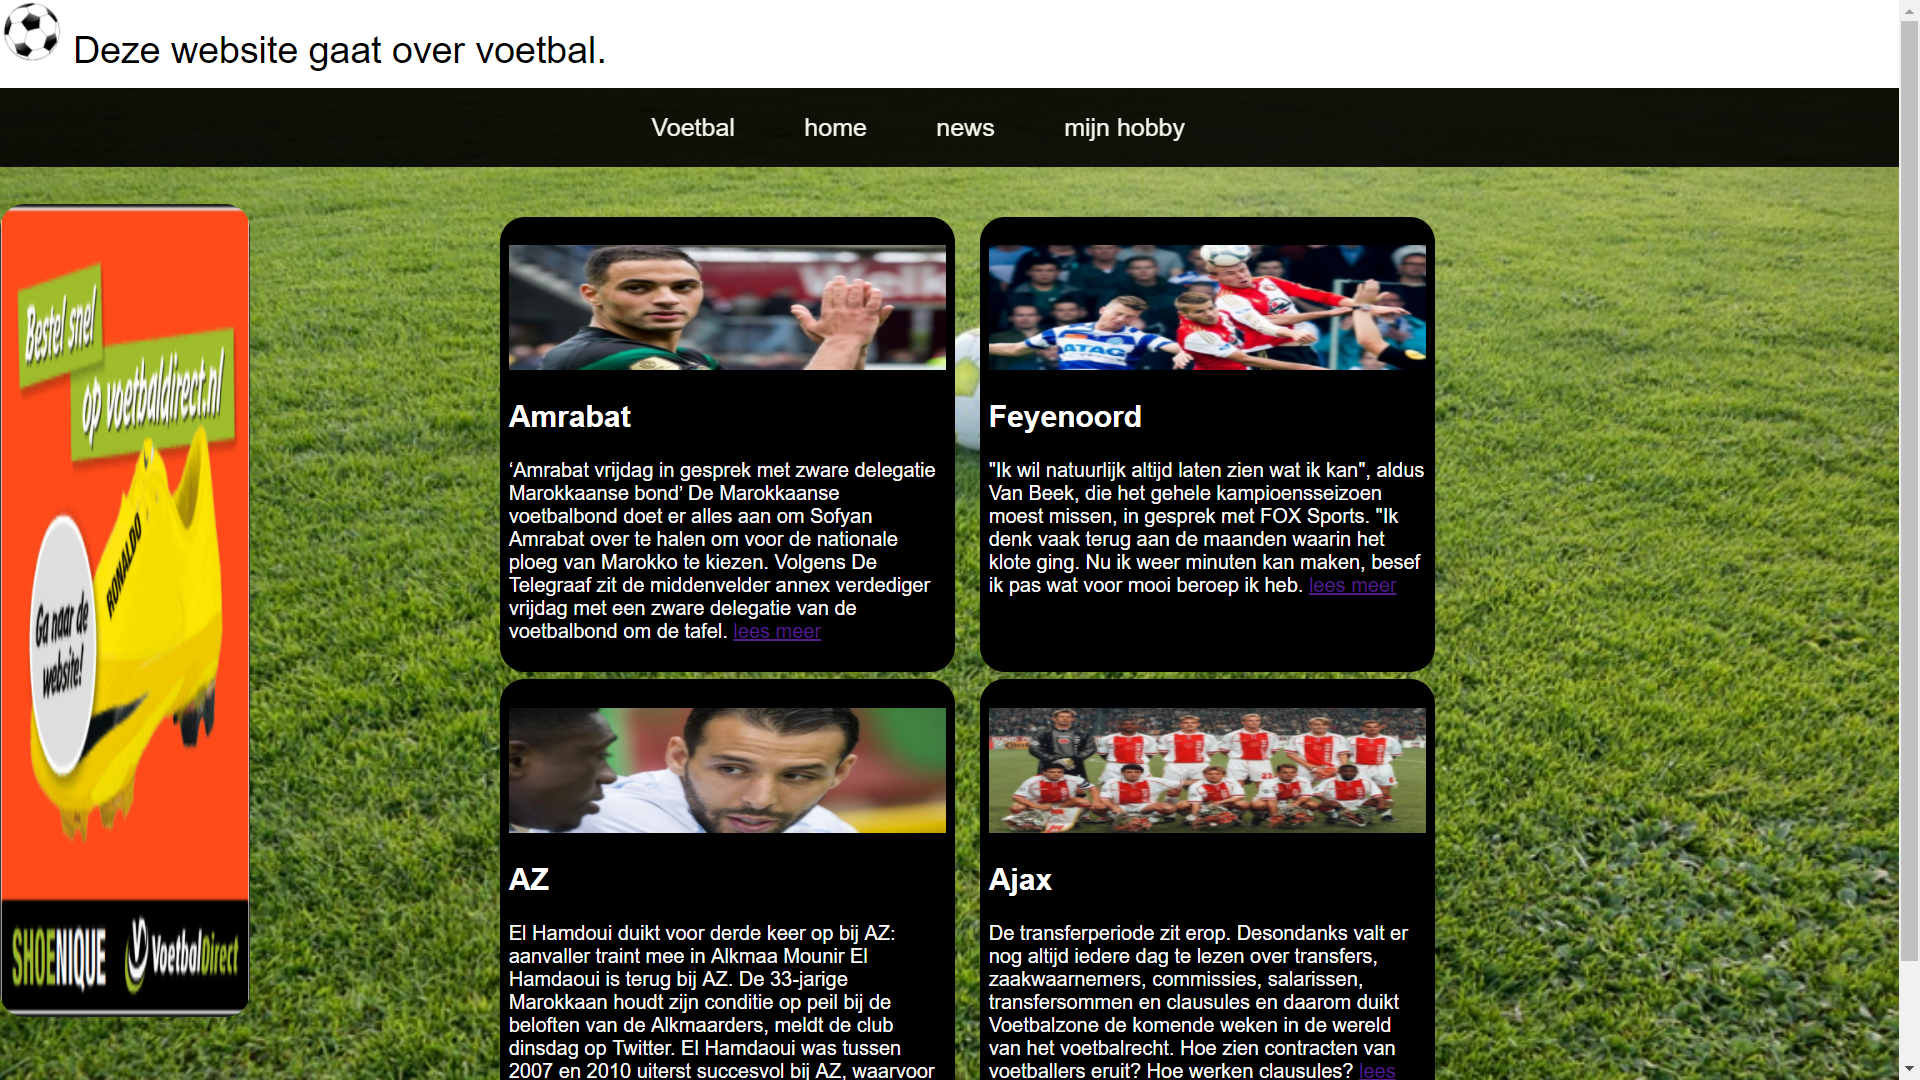 Deze website gaat over voetbal.
Voetbal home news mijn hobby
Bestel snel
op voetbaldirect.nl
RONALDO
Ga naar de
website!
SHOENIQUE VoetbalDirect
Amrabat
‘Amrabat vrijdag in gesprek met zware delegatie
Marokkaanse bond’ De Marokkaanse
voetbalbond doet er alles aan om Sofyan
Amrabat over te halen om voor de nationale
ploeg van Marokko te kiezen. Volgens De
Telegraaf zit de middenvelder annex verdediger
vrijdag met een zware delegatie van de
voetbalbond om de tafel. lees meer
ATAG
Feyenoord
"Ik wil natuurlijk altijd laten zien wat ik kan", aldus
Van Beek, die het gehele kampioensseizoen
moest missen, in gesprek met FOX Sports. "Ik
denk vaak terug aan de maanden waarin het
klote ging. Nu ik weer minuten kan maken, besef
ik pas wat voor mooi beroep ik heb. lees meer
AZ
El Hamdoui duikt voor derde keer op bij AZ:
aanvaller traint mee in Alkmaa Mounir El
Hamdaoui is terug bij AZ. De 33-jarige
Marokkaan houdt zijn conditie op peil bij de
beloften van de Alkmaarders, meldt de club
dinsdag op Twitter. El Hamdaoui was tussen
2007 en 2010 uiterst succesvol bij AZ, waarvoor
Ajax
De transferperiode zit erop. Desondanks valt er
nog altijd iedere dag te lezen over transfers,
zaakwaarnemers, commissies, salarissen,
transfersommen en clausules en daarom duikt
Voetbalzone de komende weken in de wereld
van het voetbalrecht. Hoe zien contracten van
voetballers eruit? Hoe werken clausules? lees